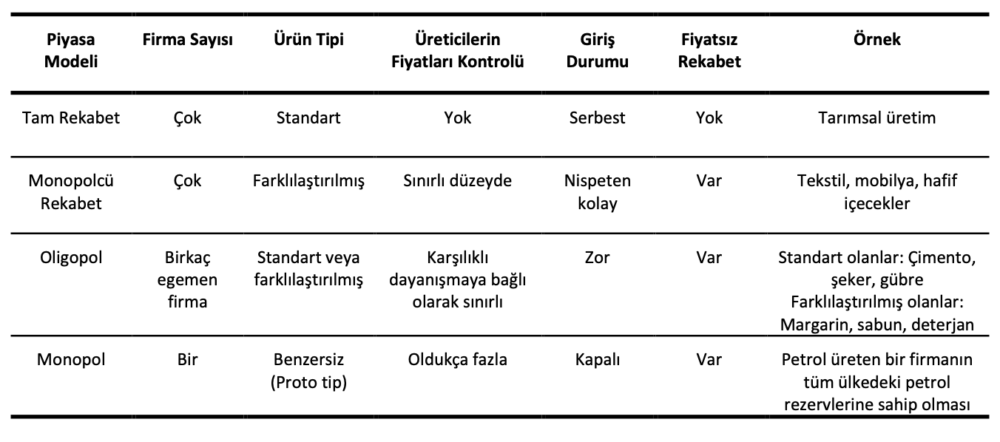 Piyasa Modeli Firma Sayısı Ürün Tipi Üreticilerin Fiyatları Kontrolü Giriş Durumu Fiyatsız Rekabet Örnek
Tam Rekabet Çok Standart Yok Serbest Yok Tarımsal üretim
Monopolcü Rekabet Çok Farklılaştırılmış Sınırlı düzeyde Nispeten kolay Var Tekstil, mobilya, hafif içecekler
Oligopol Birkaç egemen firma Standart veya farklılaştırılmış Karşılıklı dayanışmaya bağlı olarak sınırlı Zor Var Standart olanlar: Çimento, şeker, gübre Farklılaştırılmış olanlar: Margarin, sabun, deterjan
Monopol Bir Benzersiz (Proto tip) Oldukça fazla Kapalı Var Petrol üreten bir firmanın tüm ülkedeki petrol rezervlerine sahip olması